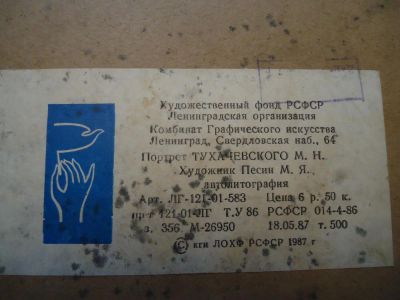 Художественный фонд РСФСР
Ленинградская организация
Комбинат Графического искусства
Ленинград, Свердловская наб., 64
Портрет ТУХАЧЕВСКОГО М. Н.
Художник Песин М. Я.
автолитография
Арт. ЛГ-121-01-583 Цена 6 р. 50 к.
121-01-ЛГ Т.У 86 РСФСР 014-4-86
з. 356 М-26950 18.05.87 т. 500
© КГИ ЛОХФ РСФСР 1987 г